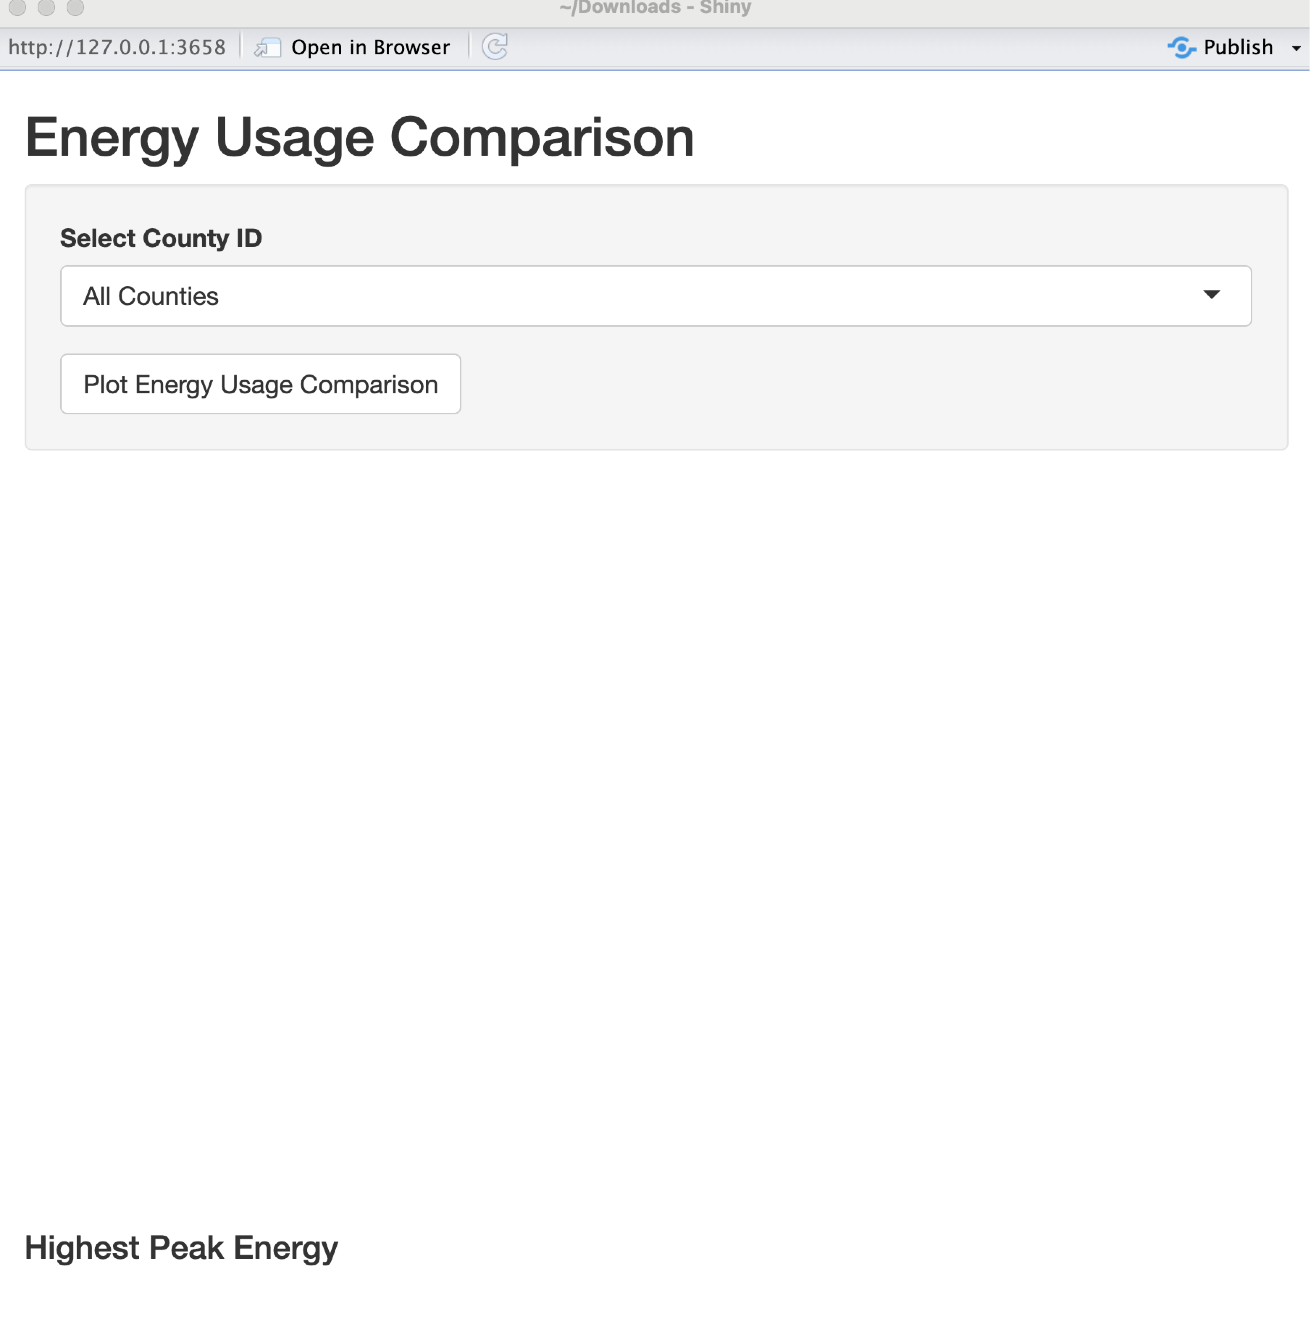 ~/Downloads - Shiny
http://127.0.0.1:3658 Open in Browser Publish
Energy Usage Comparison
Select County ID
All Counties
Plot Energy Usage Comparison
Highest Peak Energy